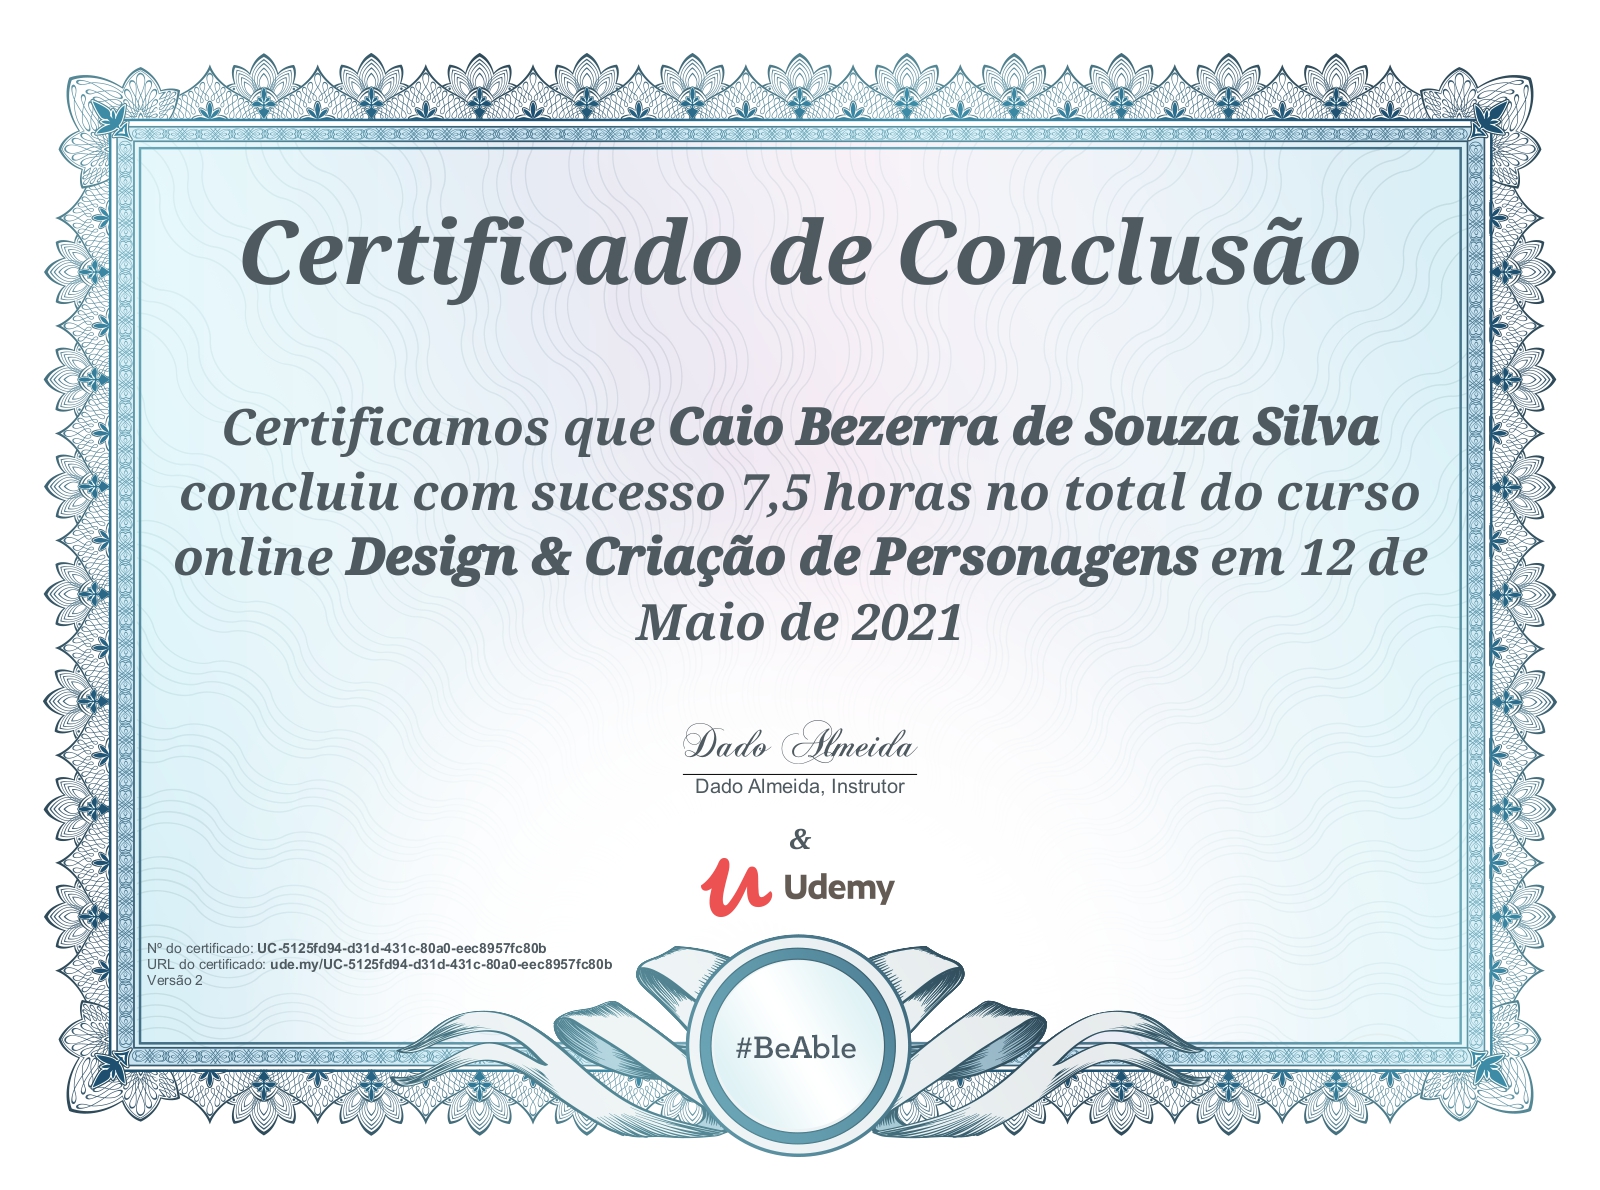 Certificado de Conclusão
Certificamos que Caio Bezerra de Souza Silva
concluiu com sucesso 7,5 horas no total do curso
online Design & Criação de Personagens em 12 de
Maio de 2021
Dado Almeida
Dado Almeida, Instrutor
&
Udemy
Nº do certificado: UC-5125fd94-d31d-431c-80a0-eec8957fc80b
URL do certificado: ude.my/UC-5125fd94-d31d-431c-80a0-eec8957fc80b
Versão 2
#BeAble